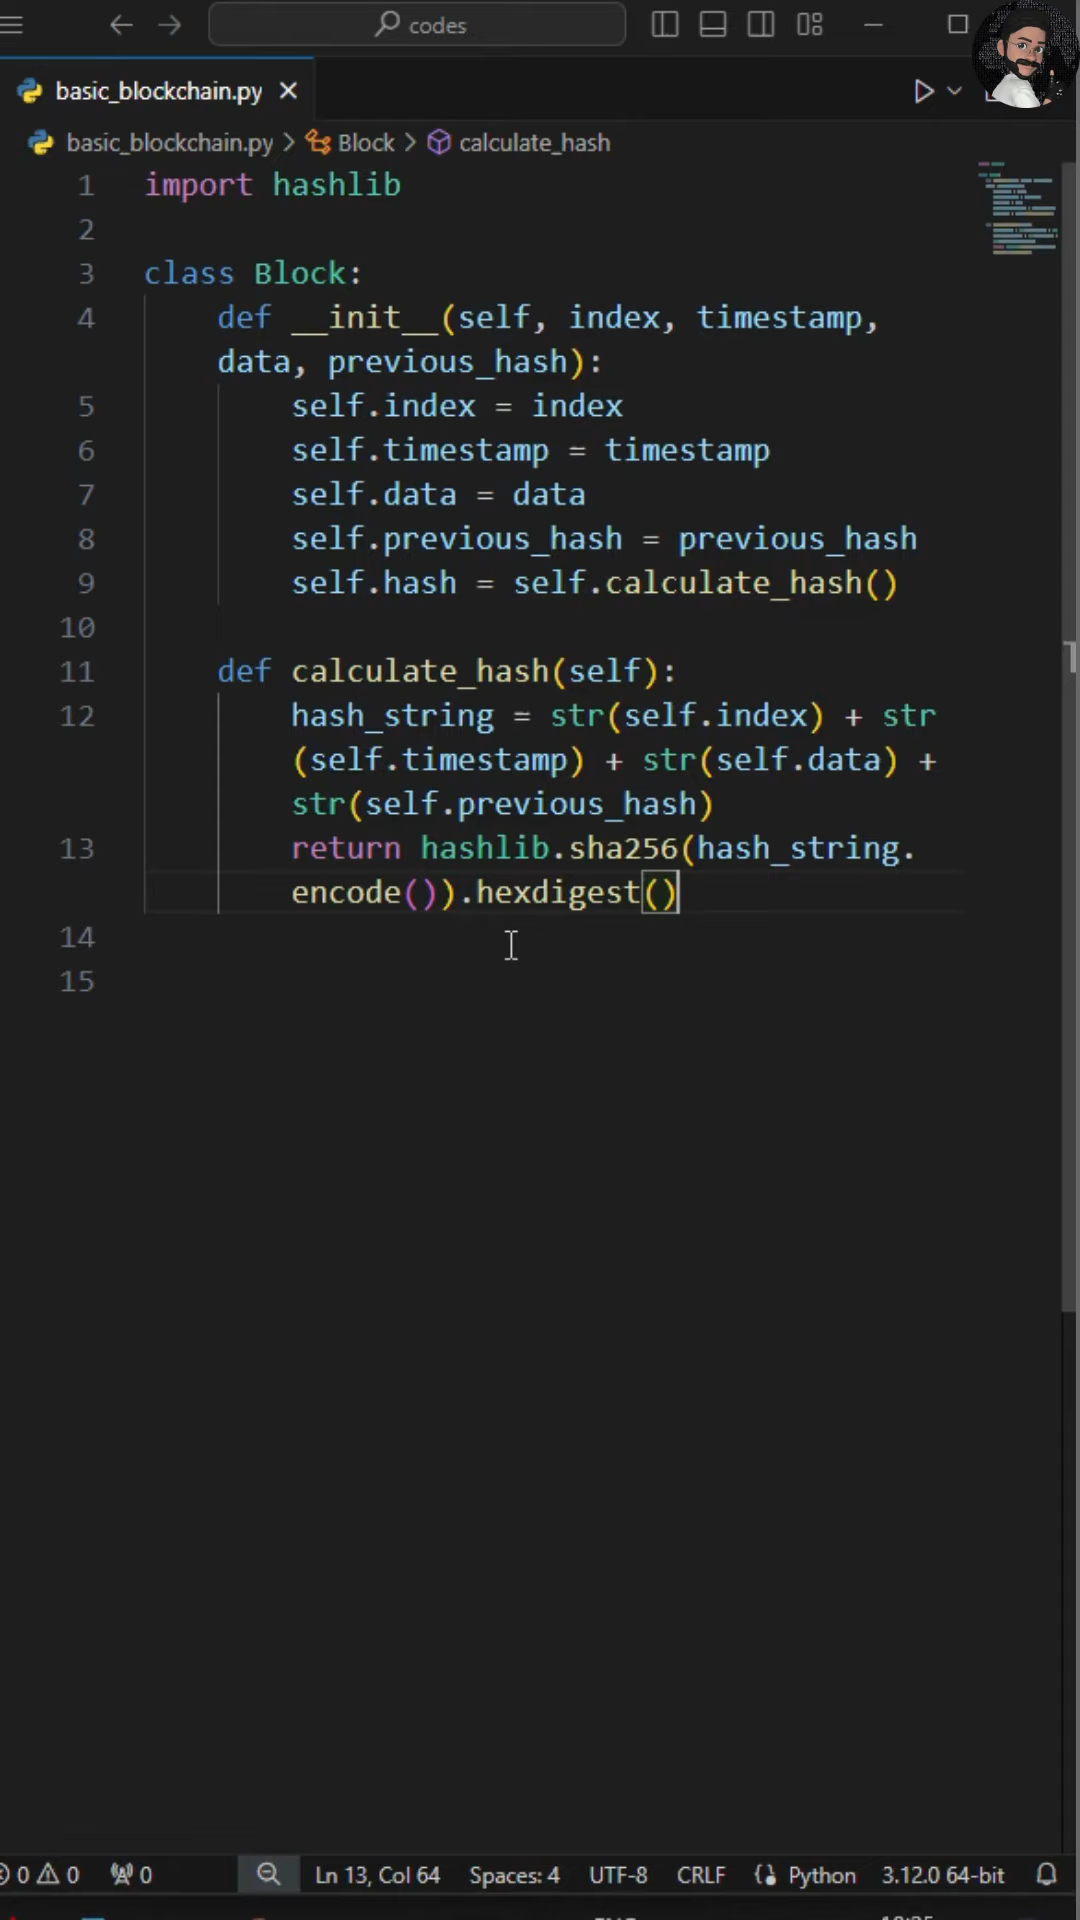 codes
basic_blockchain.py
basic_blockchain.py > Block > calculate_hash
1 import hashlib
2
3 class Block:
4 def __init__(self, index, timestamp,
data, previous_hash):
5 self.index = index
6 self.timestamp = timestamp
7 self.data = data
8 self.previous_hash = previous_hash
9 self.hash = self.calculate_hash()
10
11 def calculate_hash(self):
12 hash_string = str(self.index) + str
(self.timestamp) + str(self.data) +
str(self.previous_hash)
13 return hashlib.sha256(hash_string.
encode()).hexdigest()
14
15
0 0 0 Ln 13, Col 64 Spaces: 4 UTF-8 CRLF Python 3.12.0 64-bit